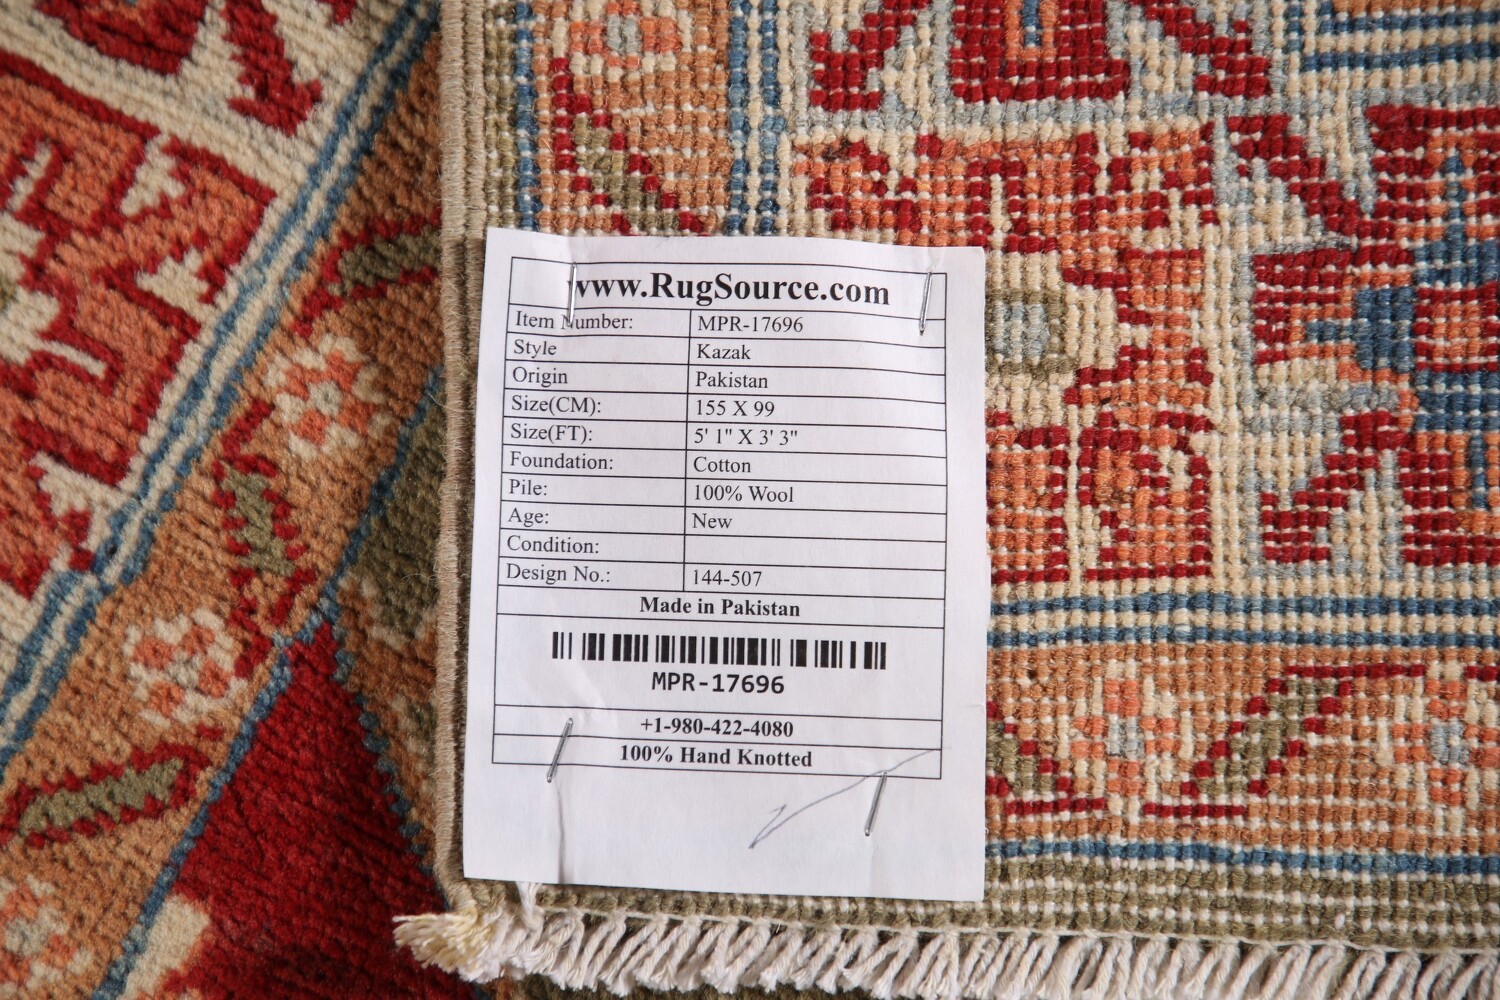 www.RugSource.com
Item Number: MPR-17696
Style Kazak
Origin Pakistan
Size(CM): 155 X 99
Size(FT): 5' 1" X 3' 3"
Foundation: Cotton
Pile: 100% Wool
Age: New
Condition:
Design No.: 144-507
Made in Pakistan
MPR-17696
+1-980-422-4080
100% Hand Knotted